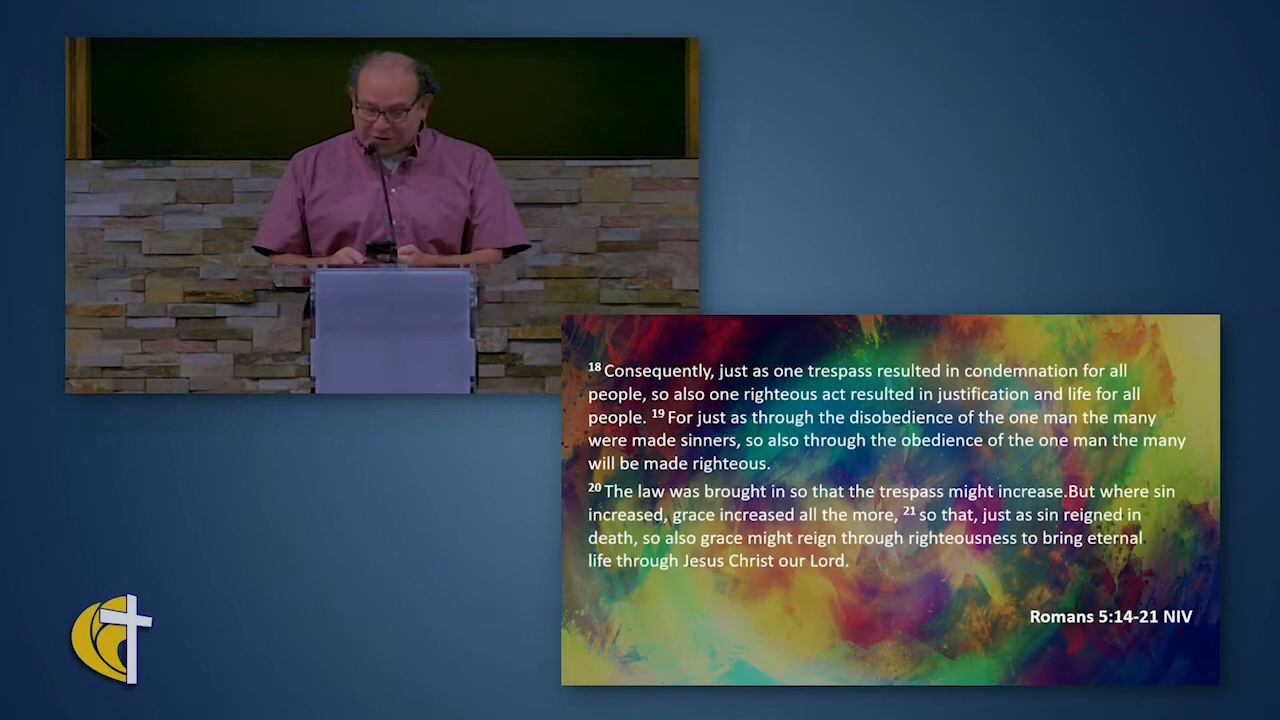 18 Consequently, just as one trespass resulted in condemnation for all
people, so also one righteous act resulted in justification and life for all
people. 19 For just as through the disobedience of the one man the many
were made sinners, so also through the obedience of the one man the many
will be made righteous.
20 The law was brought in so that the trespass might increase.But where sin
increased, grace increased all the more, 21 so that, just as sin reigned in
death, so also grace might reign through righteousness to bring eternal
life through Jesus Christ our Lord.
Romans 5:14-21 NIV